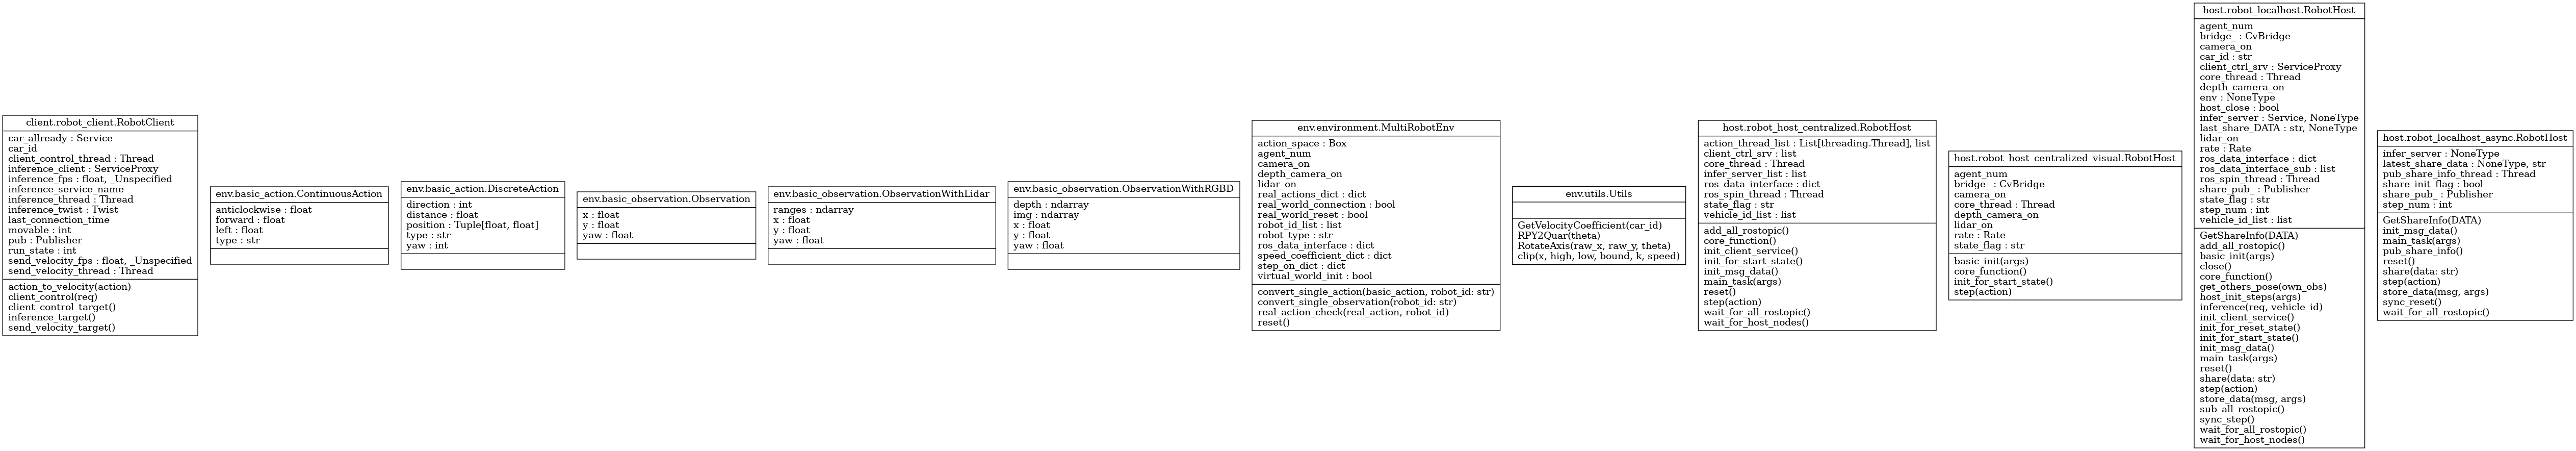 client.robot_client.RobotClient
car_allready : Service
car_id
client_control_thread : Thread
inference_client : ServiceProxy
inference_fps : float, _Unspecified
inference_service_name
inference_thread : Thread
inference_twist : Twist
last_connection_time
movable : int
pub : Publisher
run_state : int
send_velocity_fps : float, _Unspecified
send_velocity_thread : Thread
action_to_velocity(action)
client_control(req)
client_control_target()
inference_target()
send_velocity_target()
env.basic_action.ContinuousAction
anticlockwise : float
forward : float
left : float
type : str
env.basic_action.DiscreteAction
direction : int
distance : float
position : Tuple[float, float]
type : str
yaw : int
env.basic_observation.Observation
x : float
y : float
yaw : float
env.basic_observation.ObservationWithLidar
ranges : ndarray
x : float
y : float
yaw : float
env.basic_observation.ObservationWithRGBD
depth : ndarray
img : ndarray
x : float
y : float
yaw : float
env.environment.MultiRobotEnv
action_space : Box
agent_num
camera_on
depth_camera_on
lidar_on
real_actions_dict : dict
real_world_connection : bool
real_world_reset : bool
robot_id_list : list
robot_type : str
ros_data_interface : dict
speed_coefficient_dict : dict
step_on_dict : dict
virtual_world_init : bool
convert_single_action(basic_action, robot_id: str)
convert_single_observation(robot_id: str)
real_action_check(real_action, robot_id)
reset()
env.utils.Utils
GetVelocityCoefficient(car_id)
RPY2Quar(theta)
RotateAxis(raw_x, raw_y, theta)
clip(x, high, low, bound, k, speed)
host.robot_host_centralized.RobotHost
action_thread_list : List[threading.Thread], list
client_ctrl_srv : list
core_thread : Thread
infer_server_list : list
ros_data_interface : dict
ros_spin_thread : Thread
state_flag : str
vehicle_id_list : list
add_all_rostopic()
core_function()
init_client_service()
init_for_start_state()
init_msg_data()
main_task(args)
reset()
step(action)
wait_for_all_rostopic()
wait_for_host_nodes()
host.robot_host_centralized_visual.RobotHost
agent_num
bridge_ : CvBridge
camera_on
core_thread : Thread
depth_camera_on
lidar_on
rate : Rate
state_flag : str
basic_init(args)
core_function()
init_for_start_state()
step(action)
host.robot_localhost.RobotHost
agent_num
bridge_ : CvBridge
camera_on
car_id : str
client_ctrl_srv : ServiceProxy
core_thread : Thread
depth_camera_on
env : NoneType
host_close : bool
infer_server : Service, NoneType
last_share_DATA : str, NoneType
lidar_on
rate : Rate
ros_data_interface : dict
ros_data_interface_sub : list
ros_spin_thread : Thread
share_pub_ : Publisher
state_flag : str
step_num : int
vehicle_id_list : list
GetShareInfo(DATA)
add_all_rostopic()
basic_init(args)
close()
core_function()
get_others_pose(own_obs)
host_init_steps(args)
inference(req, vehicle_id)
init_client_service()
init_for_reset_state()
init_for_start_state()
init_msg_data()
main_task(args)
reset()
share(data: str)
step(action)
store_data(msg, args)
sub_all_rostopic()
sync_step()
wait_for_all_rostopic()
wait_for_host_nodes()
host.robot_localhost_async.RobotHost
infer_server : NoneType
latest_share_data : NoneType, str
pub_share_info_thread : Thread
share_init_flag : bool
share_pub_ : Publisher
step_num : int
GetShareInfo(DATA)
init_msg_data()
main_task(args)
pub_share_info()
reset()
share(data: str)
step(action)
store_data(msg, args)
sync_reset()
wait_for_all_rostopic()